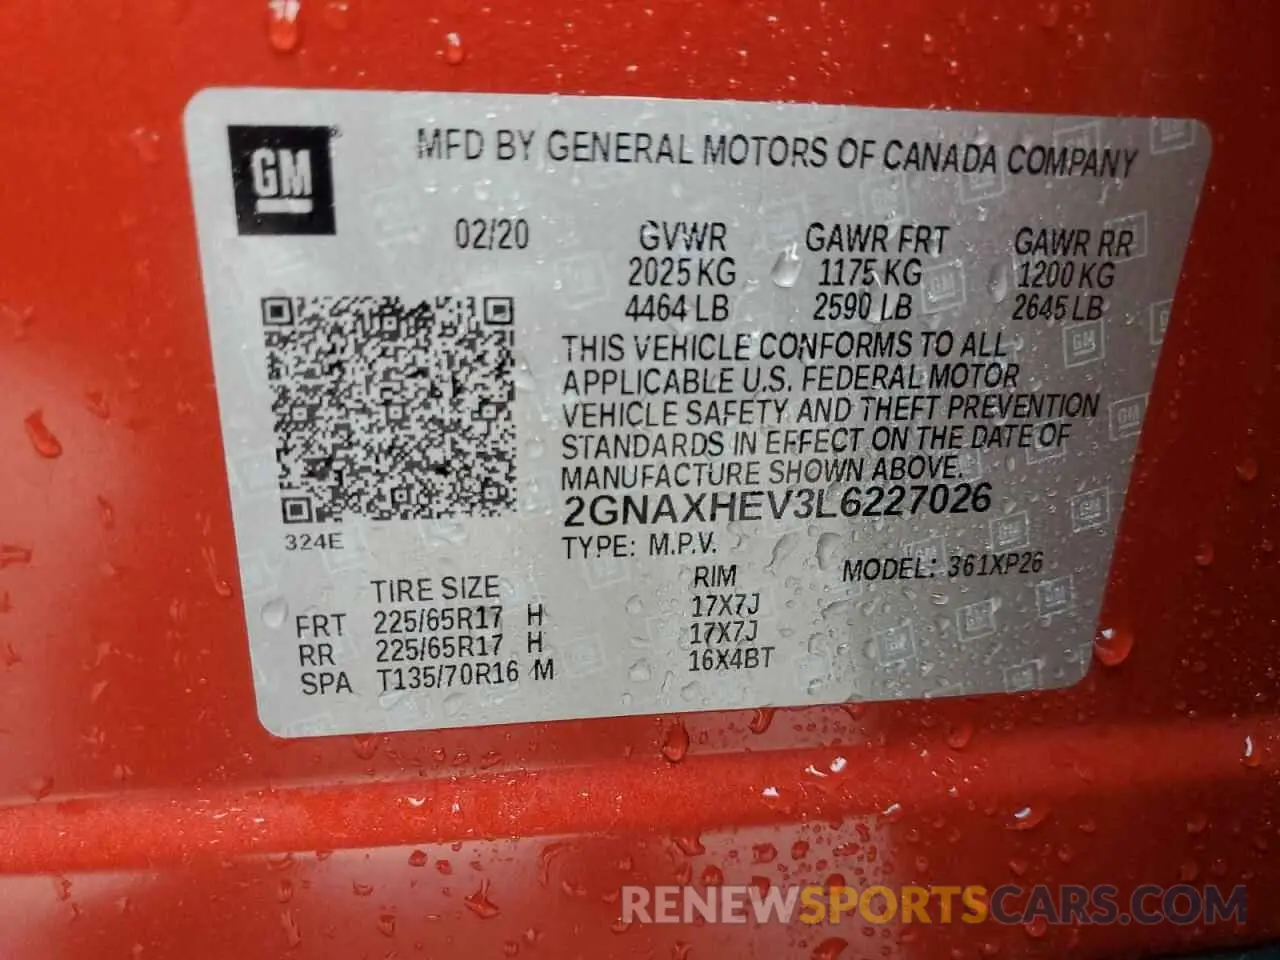 GM
MFD BY GENERAL MOTORS OF CANADA COMPANY
02/20 GVWR GAWR FRT GAWR RR
2025 KG 1175 KG 1200 KG
4464 LB 2590 LB 2645 LB
THIS VEHICLE CONFORMS TO ALL
APPLICABLE U.S. FEDERAL MOTOR
VEHICLE SAFETY AND THEFT PREVENTION
STANDARDS IN EFFECT ON THE DATE OF
MANUFACTURE SHOWN ABOVE.
2GNAXHEV3L6227026
324E
TYPE: M.P.V. MODEL: 361XP26
TIRE SIZE RIM
FRT 225/65R17 H 17X7J
RR 225/65R17 H 17X7J
SPA T135/70R16 M 16X4BT
RENEWSPORTSCARS.COM